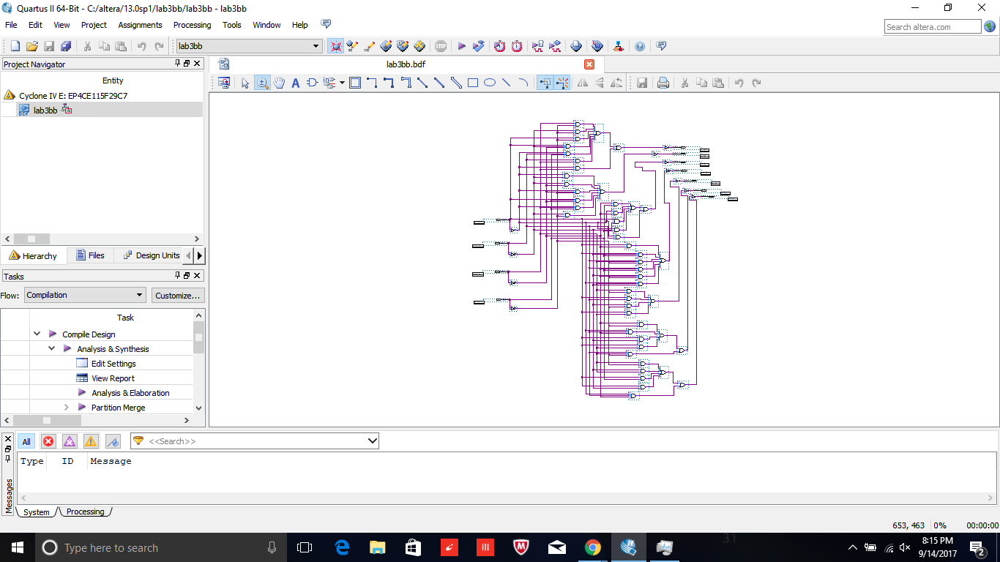 Quartus II 64-Bit - C:/altera/13.0sp1/lab3bb/lab3bb - lab3bb
File Edit View Project Assignments Processing Tools Window Help
Search altera.com
lab3bb
Project Navigator
lab3bb.bdf
Entity
Cyclone IV E: EP4CE115F29C7
BDF lab3bb
Hierarchy Files Design Units
Tasks
Flow: Compilation Customize...
Task
Compile Design
Analysis & Synthesis
Edit Settings
View Report
Analysis & Elaboration
Partition Merge
All <<Search>>
Type ID Message
Messages
System Processing
653, 463 0% 00:00:00
Type here to search
31
8:15 PM
9/14/2017
2